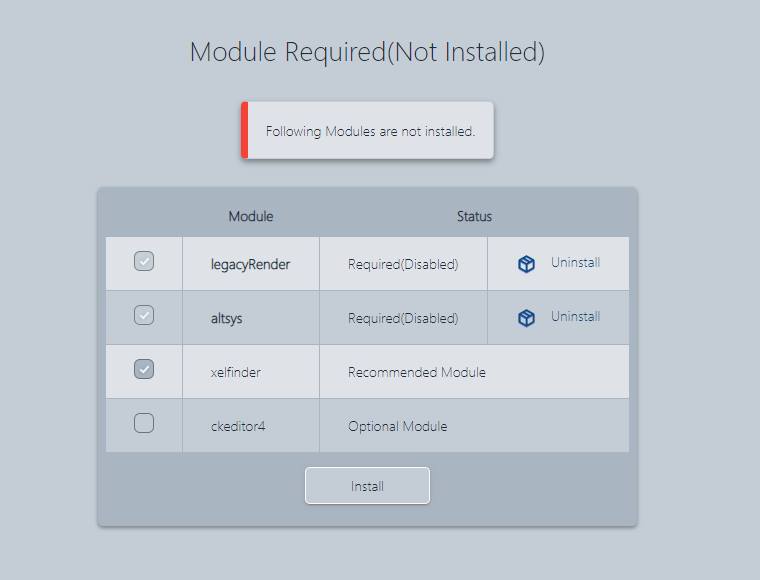 Module Required(Not Installed)
Following Modules are not installed.
Module Status
legacyRender Required(Disabled) Uninstall
altsys Required(Disabled) Uninstall
xelfinder Recommended Module
ckeditor4 Optional Module
Install